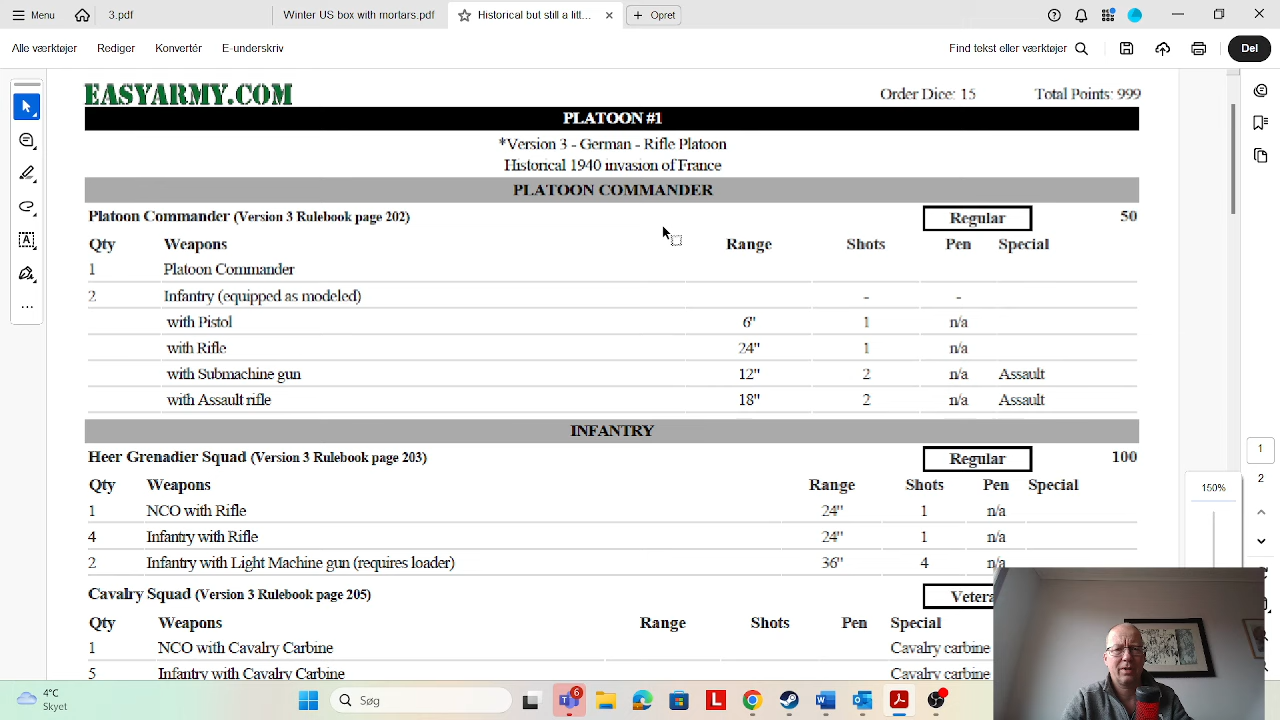 Menu
3.pdf
Winter US box with mortars.pdf
Historical but still a litt...
Opret
Alle værktøjer
Rediger
Konvertér
E-underskriv
Find tekst eller værktøjer
Del
EASYARMY.COM
Order Dice: 15
Total Points: 999
PLATOON #1
*Version 3 - German - Rifle Platoon
Historical 1940 invasion of France
PLATOON COMMANDER
Platoon Commander (Version 3 Rulebook page 202) Regular 50
Qty Weapons Range Shots Pen Special
1 Platoon Commander
2 Infantry (equipped as modeled) - -
with Pistol 6" 1 n/a
with Rifle 24" 1 n/a
with Submachine gun 12" 2 n/a Assault
with Assault rifle 18" 2 n/a Assault
INFANTRY
Heer Grenadier Squad (Version 3 Rulebook page 203) Regular 100
Qty Weapons Range Shots Pen Special
1 NCO with Rifle 24" 1 n/a
4 Infantry with Rifle 24" 1 n/a
2 Infantry with Light Machine gun (requires loader) 36" 4 n/a
Cavalry Squad (Version 3 Rulebook page 205) Vetera
Qty Weapons Range Shots Pen Special
1 NCO with Cavalry Carbine Cavalry carbine
5 Infantry with Cavalry Carbine Cavalry carbine
1
2
150%
4°C
Skyet
Søg
6
L
W